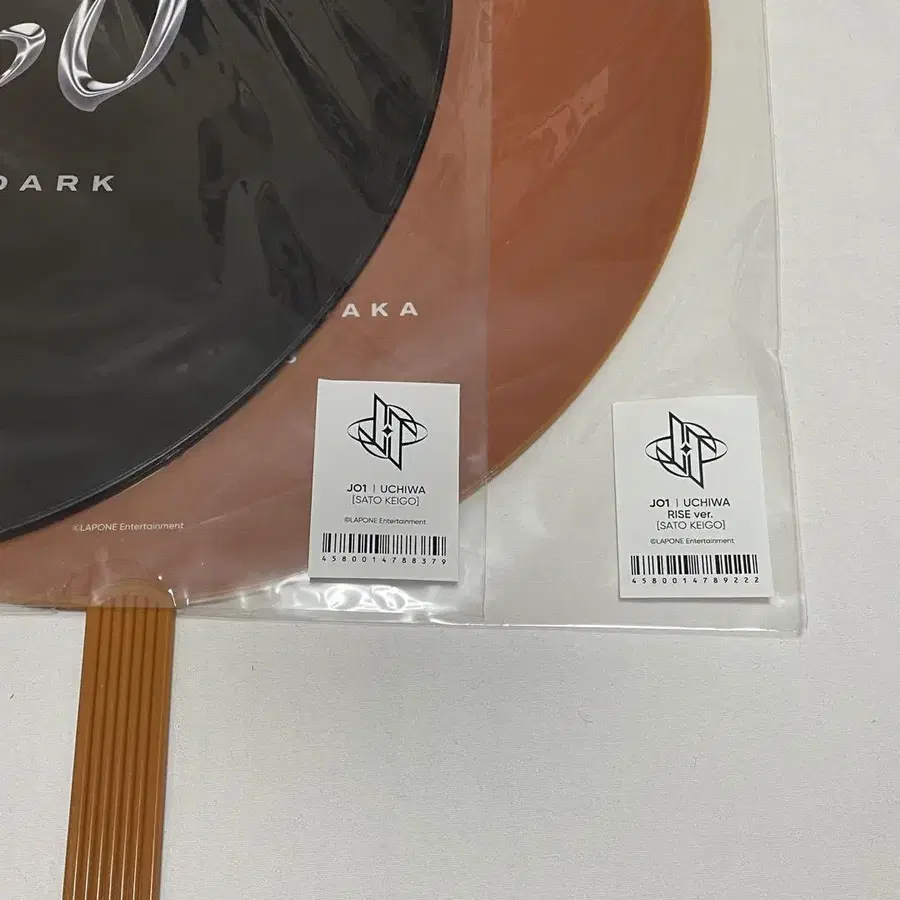 DARK
AKA
©LAPONE Entertainment
JO1 | UCHIWA
[SATO KEIGO]
©LAPONE Entertainment
4580014788379
JO1 | UCHIWA
RISE ver.
[SATO KEIGO]
©LAPONE Entertainment
4580014789222